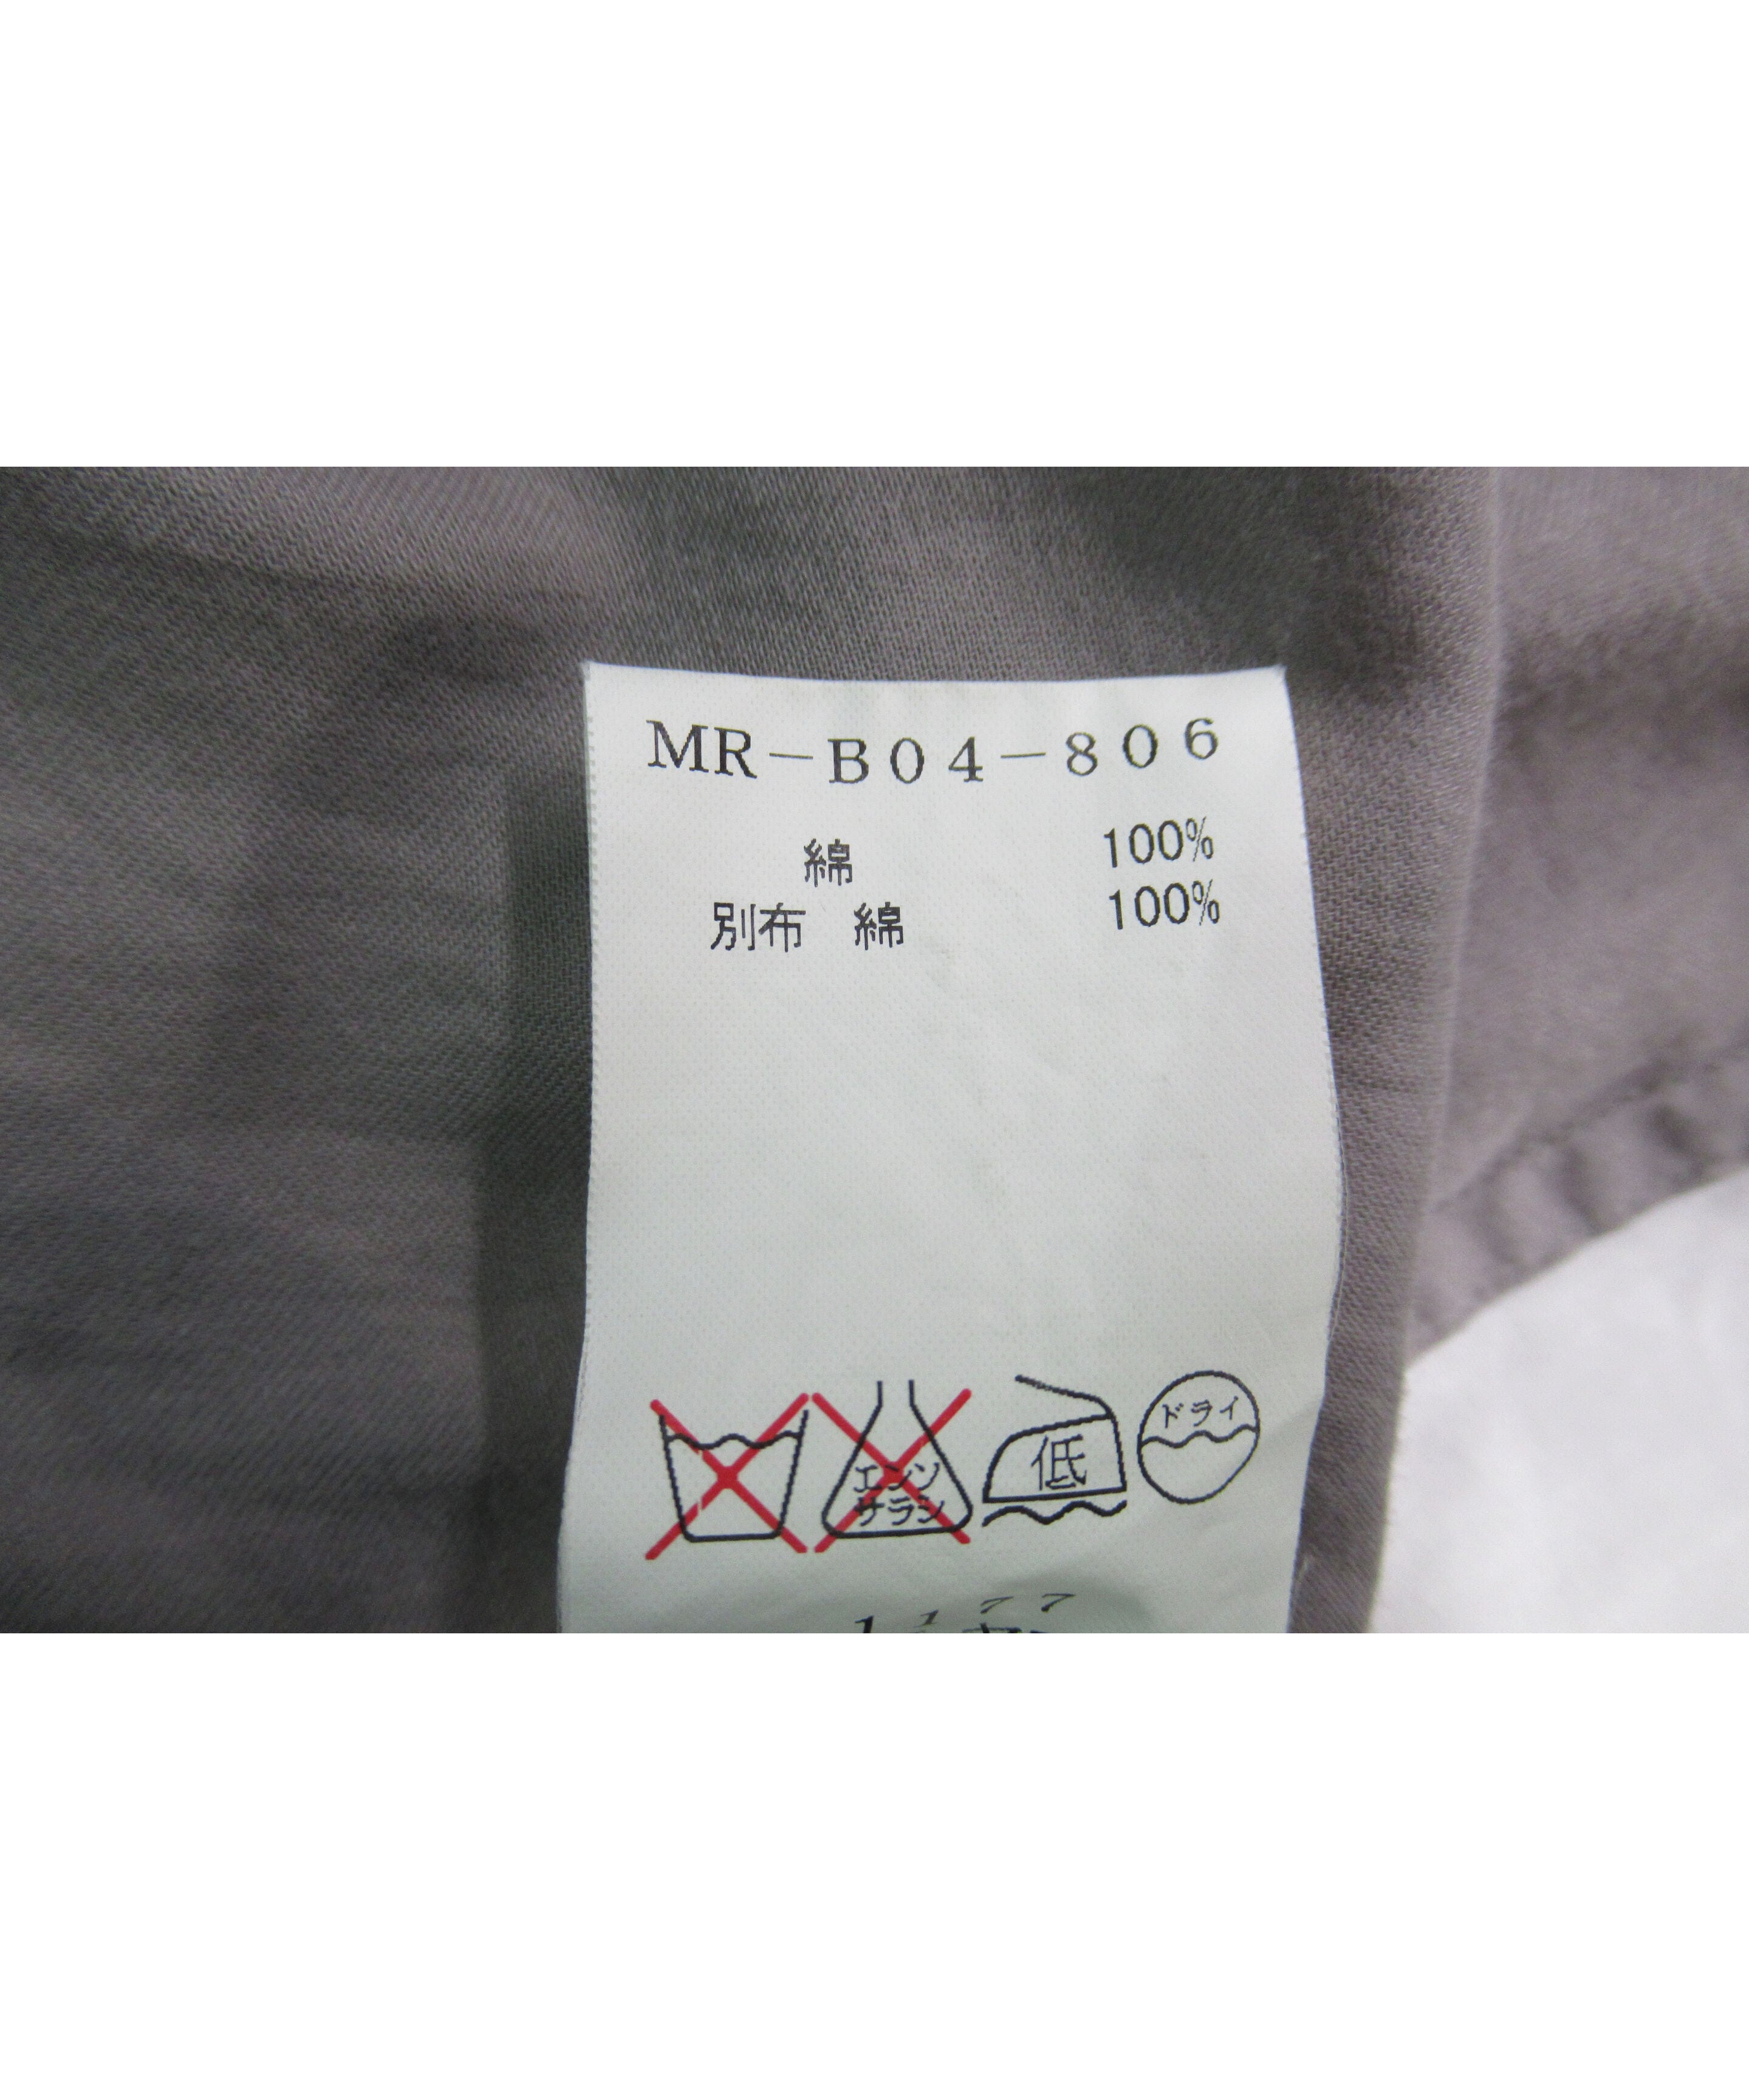 MR-B04-806
綿 100%
別布 綿 100%
エンソ
サラシ
低
ドライ
1177